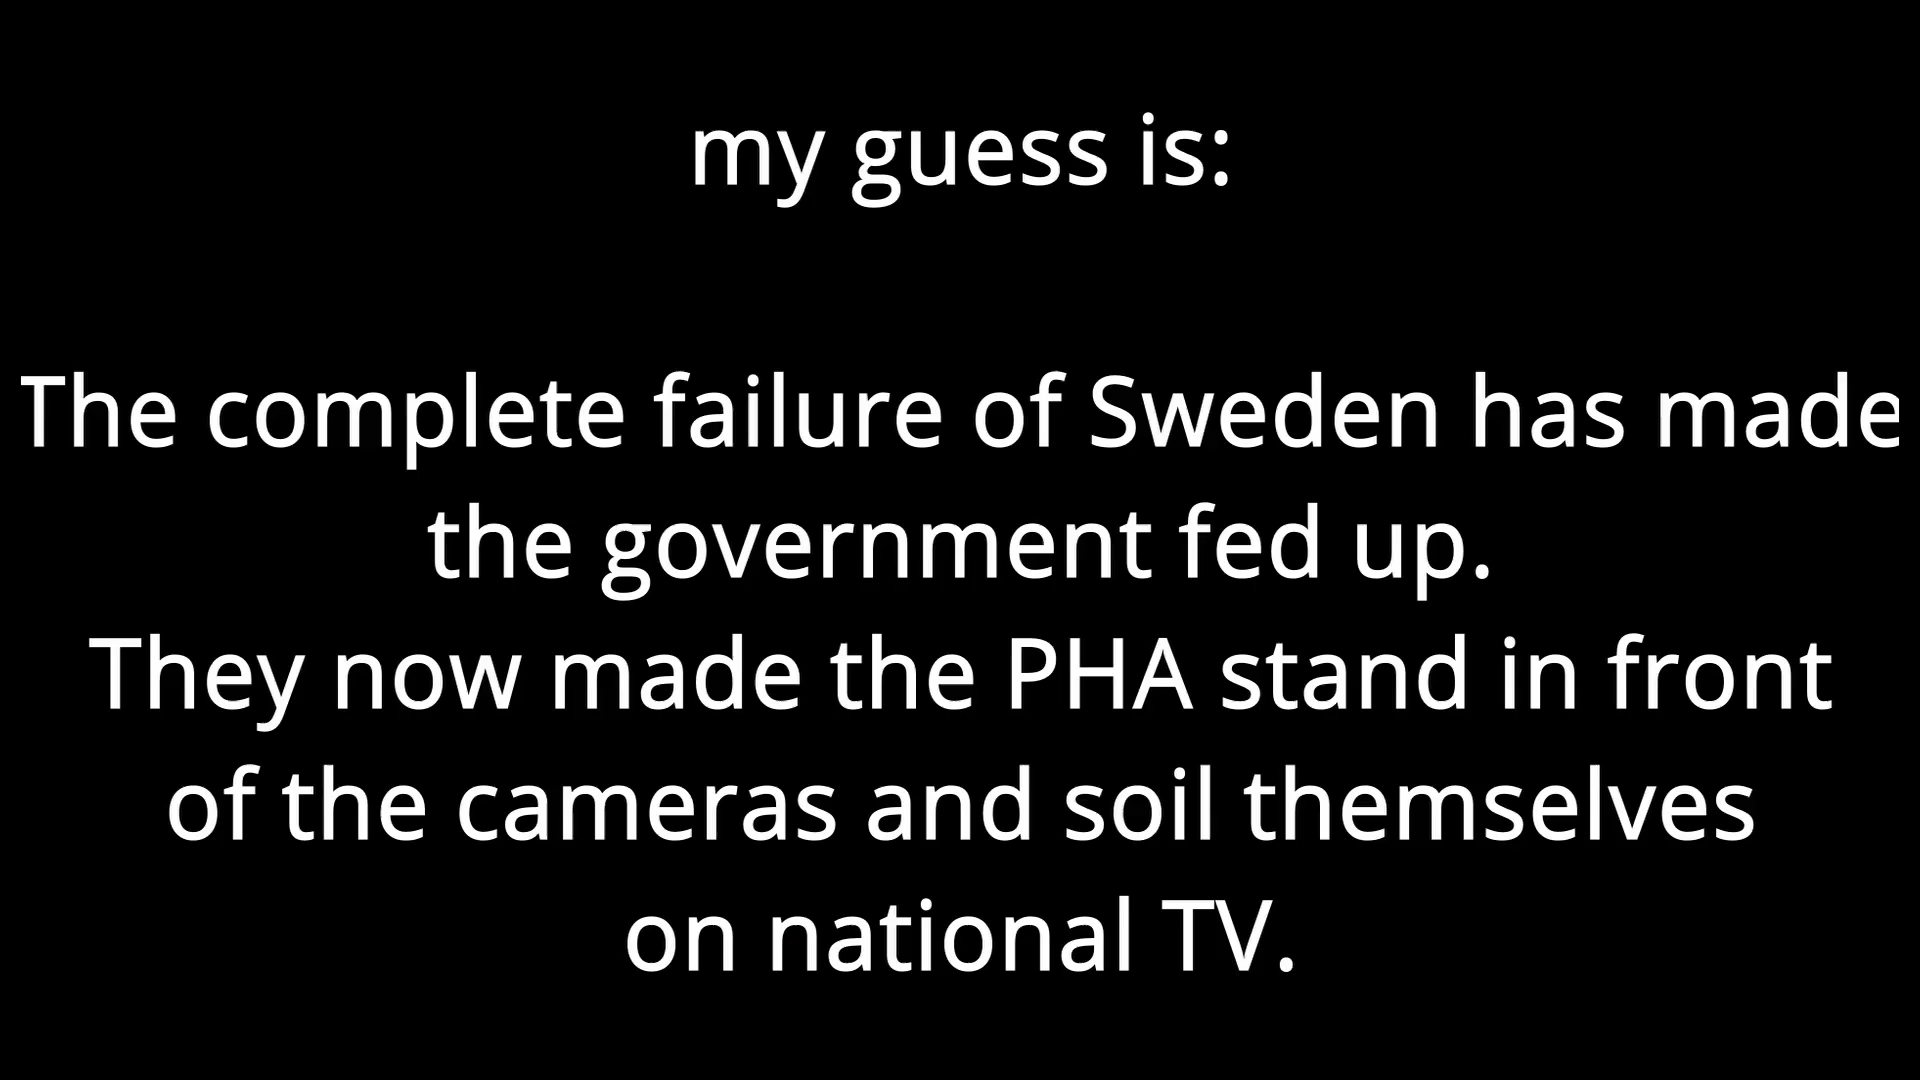 my guess is:
The complete failure of Sweden has made
the government fed up.
They now made the PHA stand in front
of the cameras and soil themselves
on national TV.